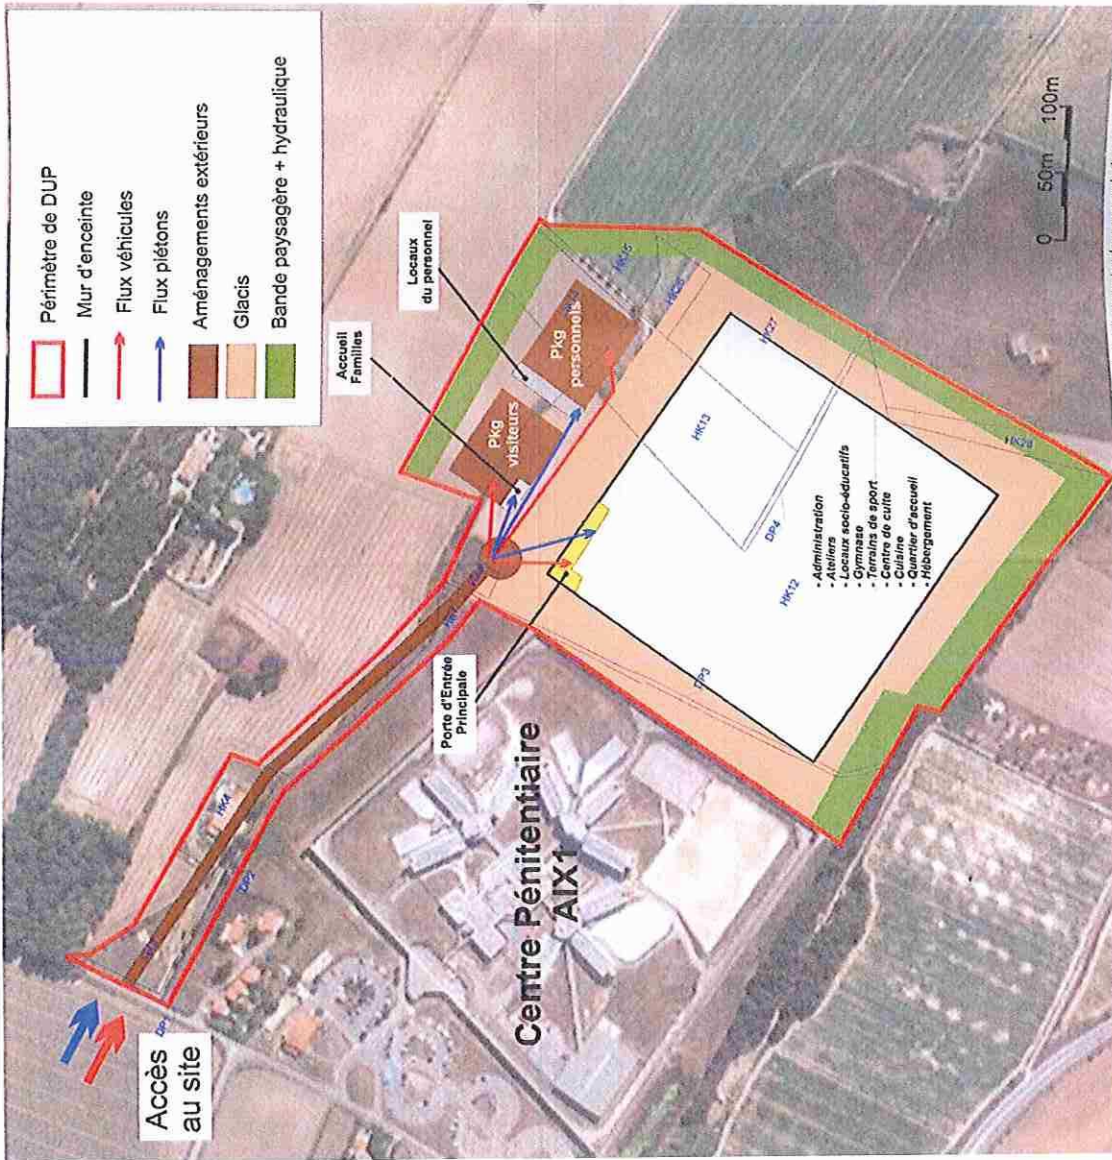 Périmètre de DUP
Mur d'enceinte
Flux véhicules
Flux piétons
Aménagements extérieurs
Glacis
Bande paysagère + hydraulique
Accès
au site
Accueil
Familles
Locaux
du personnel
Pkg
visiteurs
Pkg
personnels
Porte d'Entrée
Principale
Centre Pénitentiaire
AIX1
- Administration
- Ateliers
- Locaux socio-éducatifs
- Gymnase
- Terrains de sport
- Centre de culte
- Cuisine
- Quartier d'accueil
- Hébergement
HK4
DP2
HK15
HK26
HK27
HK13
HK28
DP4
HK12
DP3
0 50m 100m